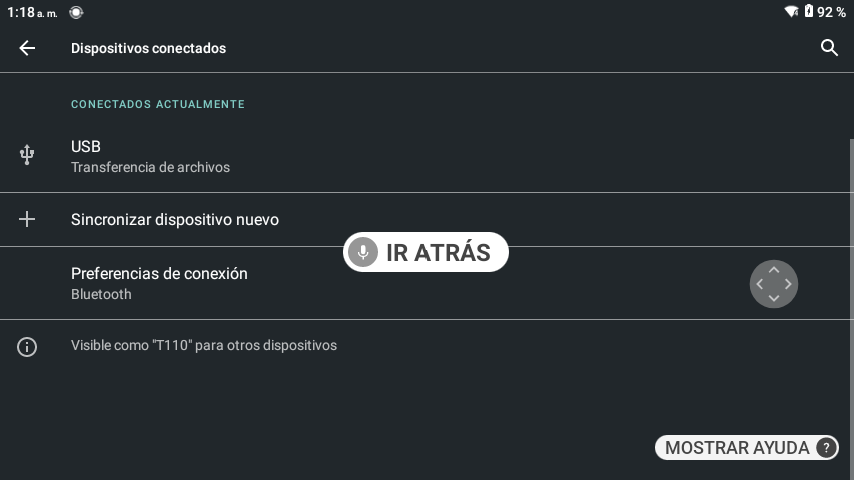 1:18 a. m. 92 %
Dispositivos conectados
CONECTADOS ACTUALMENTE
USB
Transferencia de archivos
Sincronizar dispositivo nuevo
IR ATRÁS
Preferencias de conexión
Bluetooth
Visible como "T110" para otros dispositivos
MOSTRAR AYUDA ?